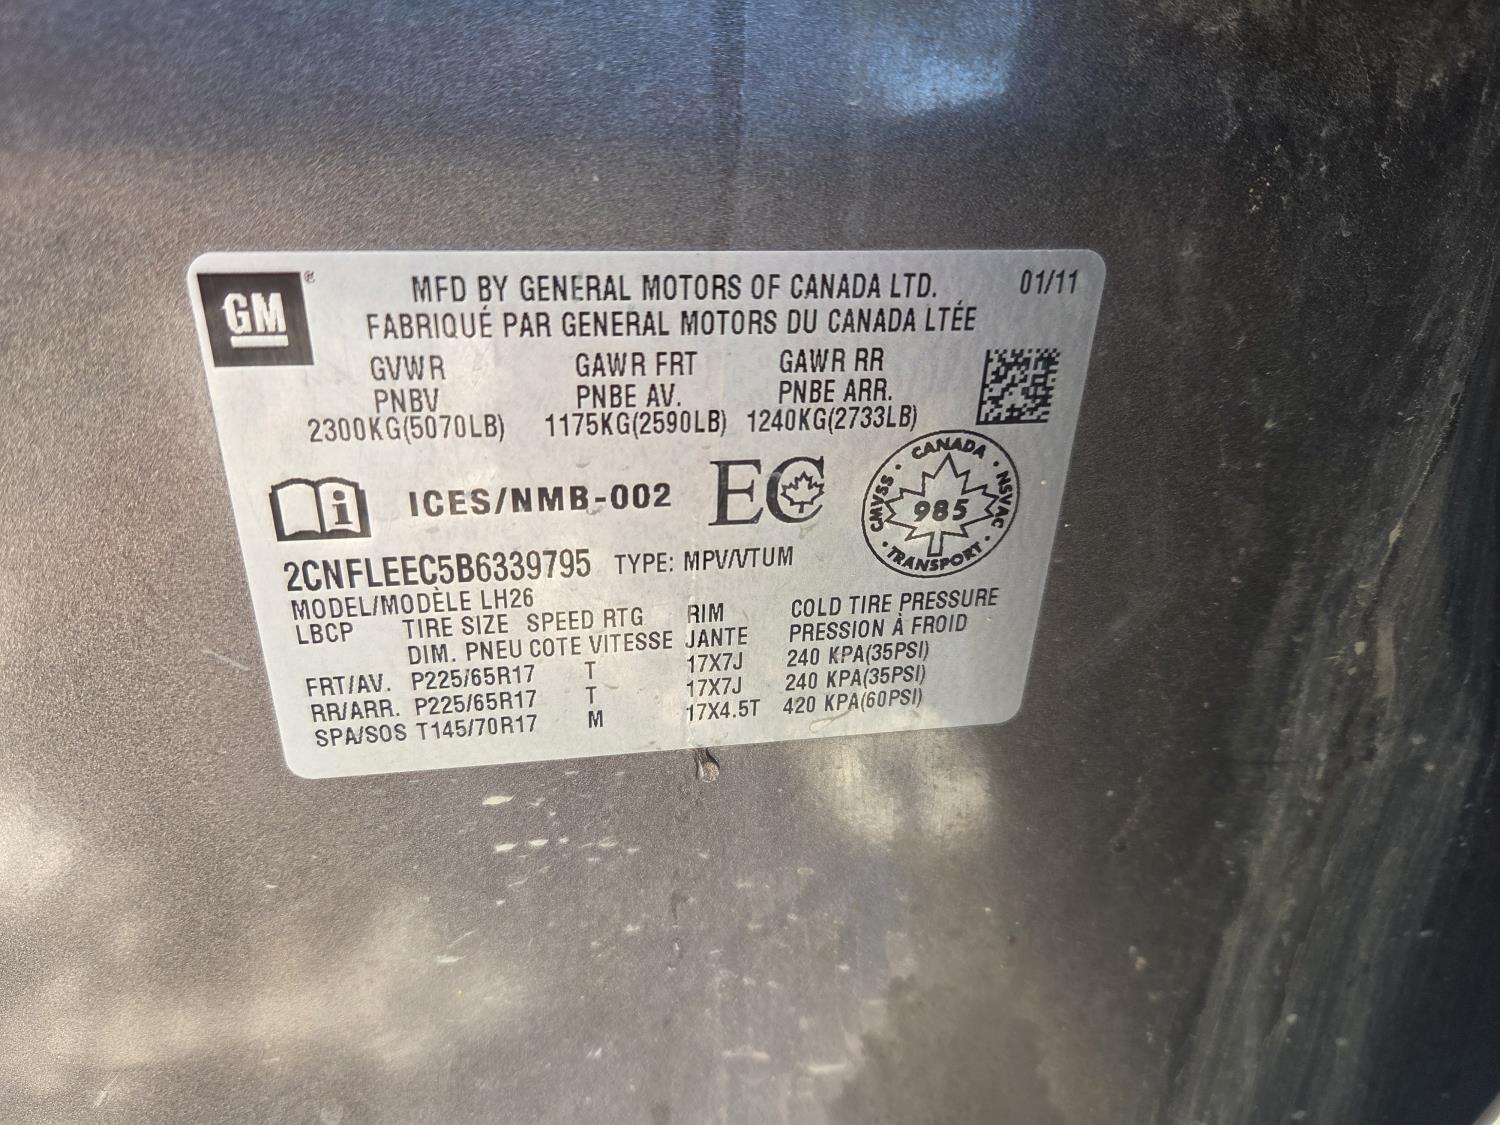 GM ®
MFD BY GENERAL MOTORS OF CANADA LTD. 01/11
FABRIQUÉ PAR GENERAL MOTORS DU CANADA LTÉE
GVWR GAWR FRT GAWR RR
PNBV PNBE AV. PNBE ARR.
2300KG(5070LB) 1175KG(2590LB) 1240KG(2733LB)
i ICES/NMB-002 EC
CANADA
CMVSS 985 NSVAC
TRANSPORT
2CNFLEEC5B6339795 TYPE: MPV/VTUM
MODEL/MODÈLE LH26
LBCP TIRE SIZE SPEED RTG RIM COLD TIRE PRESSURE
DIM. PNEU COTE VITESSE JANTE PRESSION À FROID
FRT/AV. P225/65R17 T 17X7J 240 KPA(35PSI)
RR/ARR. P225/65R17 T 17X7J 240 KPA(35PSI)
SPA/SOS T145/70R17 M 17X4.5T 420 KPA(60PSI)